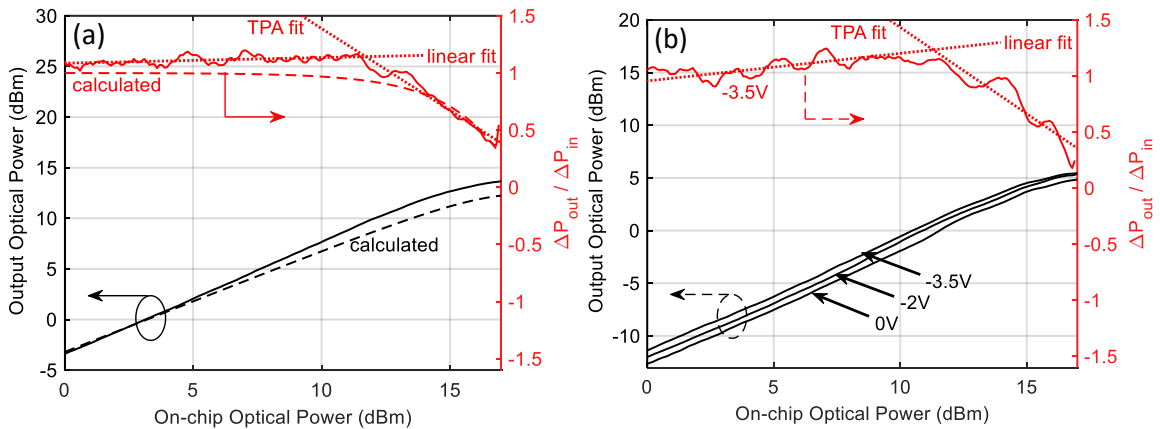 (a)
TPA fit
linear fit
calculated
calculated
Output Optical Power (dBm)
30
25
20
15
10
5
0
-5
0
5
10
15
On-chip Optical Power (dBm)
1.5
1
0.5
0
-0.5
-1
-1.5
ΔP_out / ΔP_in
(b)
TPA fit
linear fit
-3.5V
-3.5V
-2V
0V
Output Optical Power (dBm)
20
15
10
5
0
-5
-10
0
5
10
15
On-chip Optical Power (dBm)
1.5
1
0.5
0
-0.5
-1
-1.5
ΔP_out / ΔP_in